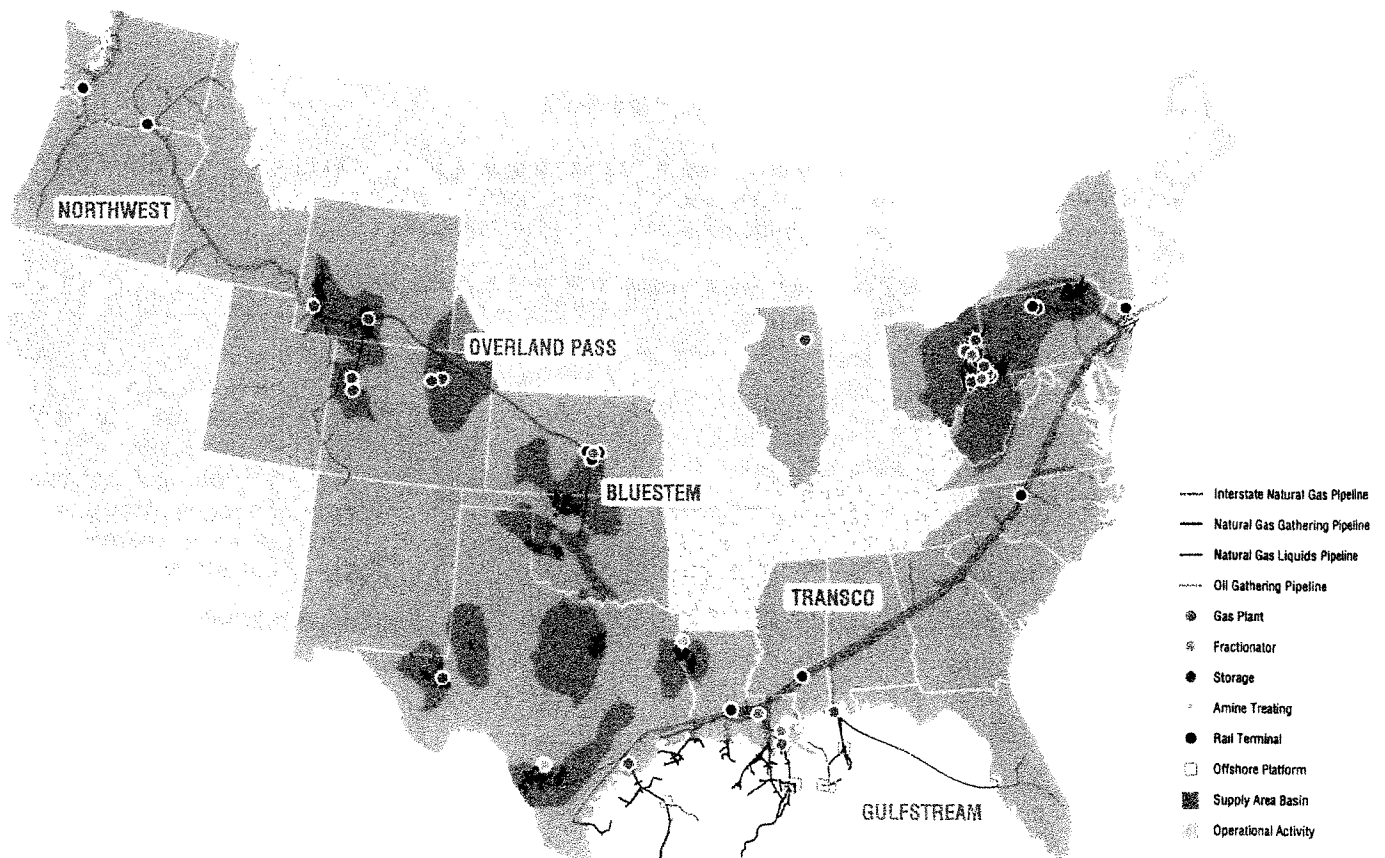 NORTHWEST
OVERLAND PASS
BLUESTEM
TRANSCO
GULFSTREAM
Interstate Natural Gas Pipeline
Natural Gas Gathering Pipeline
Natural Gas Liquids Pipeline
Oil Gathering Pipeline
Gas Plant
Fractionator
Storage
Amine Treating
Rail Terminal
Offshore Platform
Supply Area Basin
Operational Activity